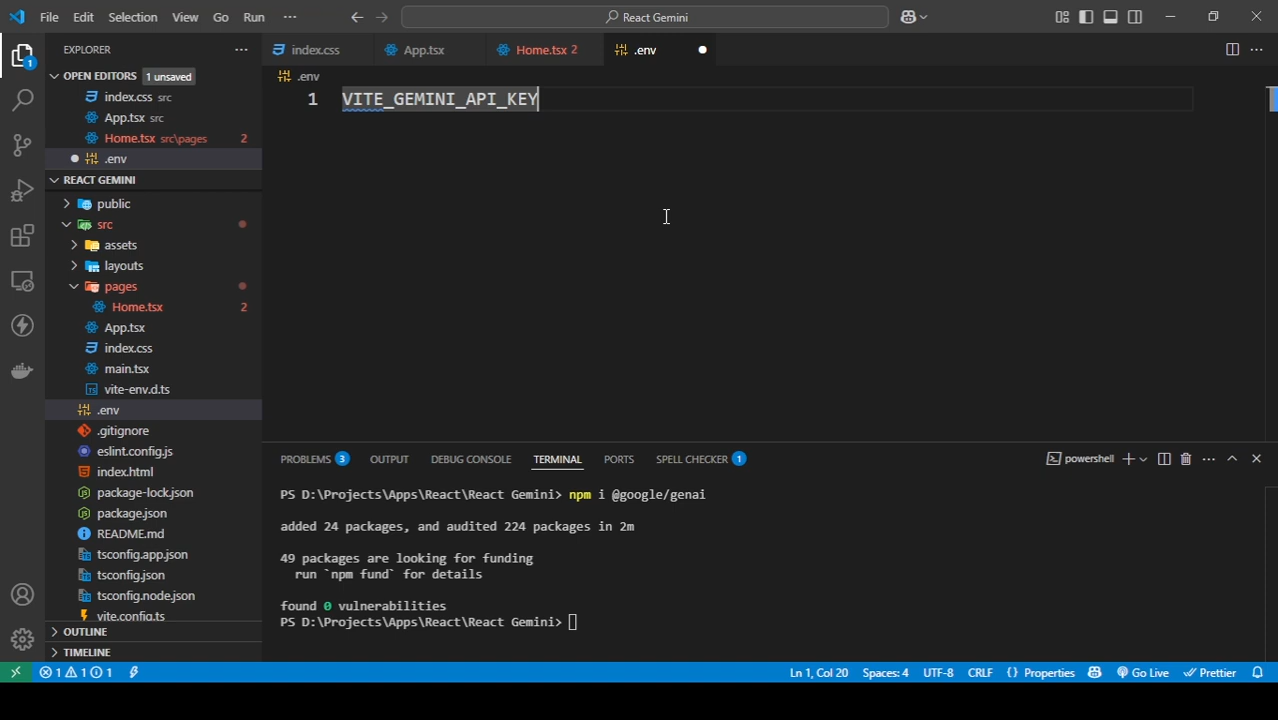 File Edit Selection View Go Run ···
React Gemini
EXPLORER ···
OPEN EDITORS 1 unsaved
index.css src
App.tsx src
Home.tsx src\pages 2
.env
REACT GEMINI
public
src
assets
layouts
pages
Home.tsx 2
App.tsx
index.css
main.tsx
vite-env.d.ts
.env
.gitignore
eslint.config.js
index.html
package-lock.json
package.json
README.md
tsconfig.app.json
tsconfig.json
tsconfig.node.json
vite.config.ts
OUTLINE
TIMELINE
index.css App.tsx Home.tsx 2 .env
.env
1 VITE_GEMINI_API_KEY
PROBLEMS 3 OUTPUT DEBUG CONSOLE TERMINAL PORTS SPELL CHECKER 1 powershell
PS D:\Projects\Apps\React\React Gemini> npm i @google/genai
added 24 packages, and audited 224 packages in 2m
49 packages are looking for funding
run `npm fund` for details
found 0 vulnerabilities
PS D:\Projects\Apps\React\React Gemini>
1 1 1 Ln 1, Col 20 Spaces: 4 UTF-8 CRLF {} Properties Go Live Prettier